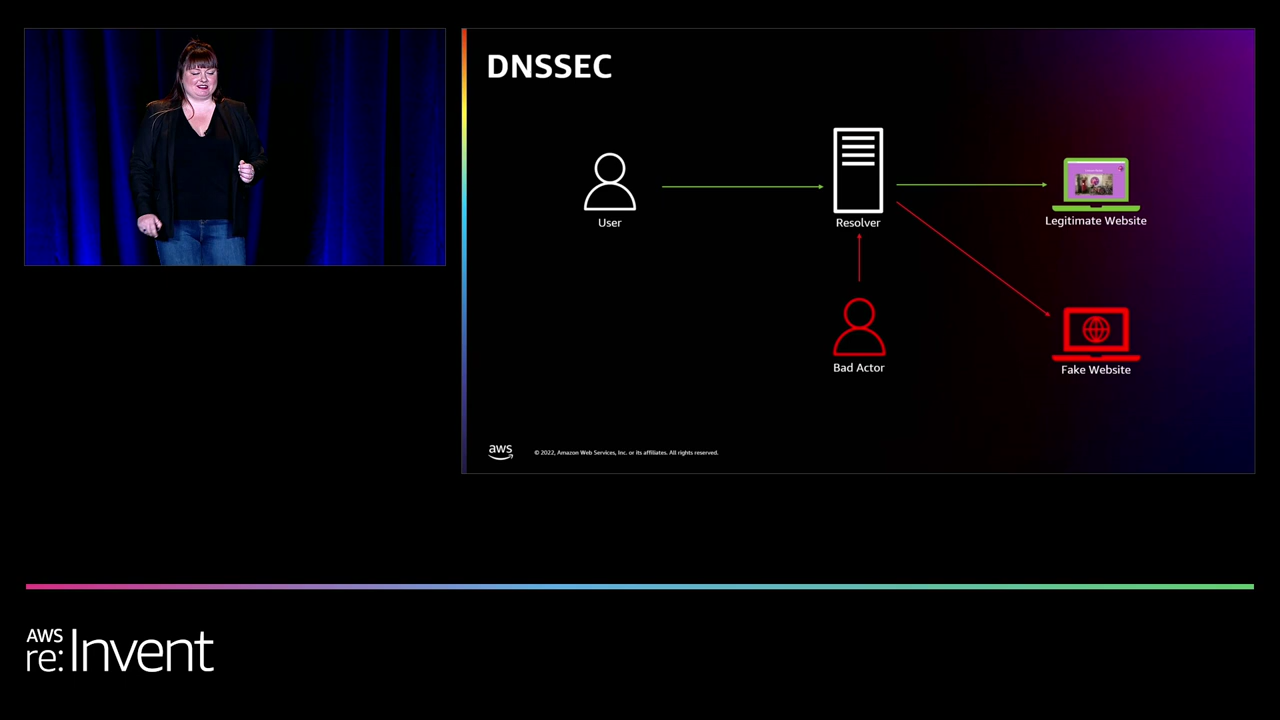 DNSSEC
User
Resolver
Legitimate Website
Bad Actor
Fake Website
aws
© 2022, Amazon Web Services, Inc. or its affiliates. All rights reserved.
AWS
re:Invent